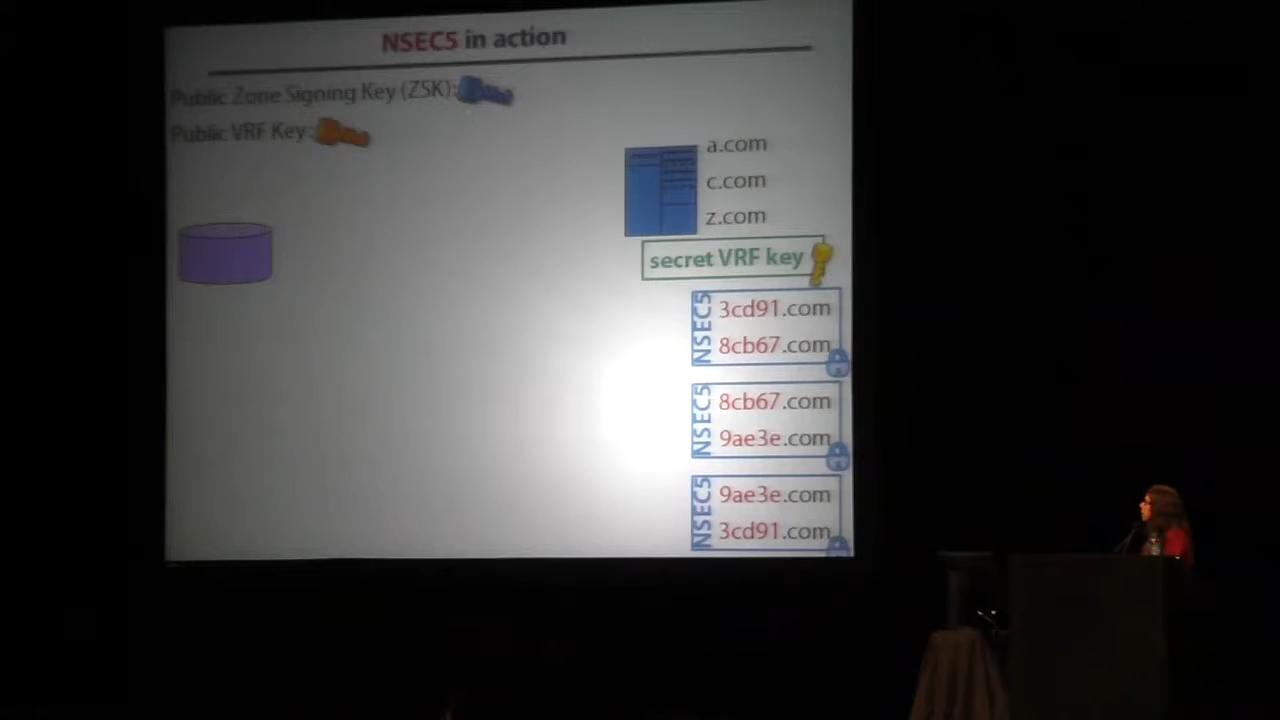 NSEC5 in action
Public Zone Signing Key (ZSK):
Public VRF Key:
a.com
c.com
z.com
secret VRF key
NSEC5
3cd91.com
8cb67.com
NSEC5
8cb67.com
9ae3e.com
NSEC5
9ae3e.com
3cd91.com